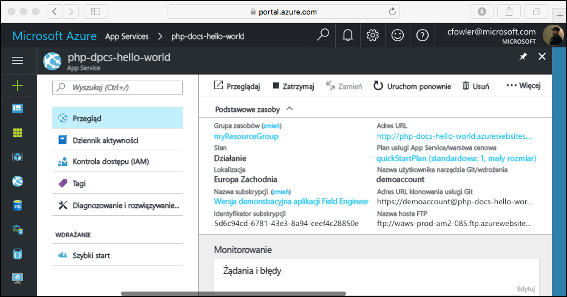 portal.azure.com
Microsoft Azure App Services > php-docs-hello-world
cfowler@microsoft.com
MICROSOFT
php-dpcs-hello-world
App Service
Wyszukaj (Ctrl+/)
Przegląd
Dziennik aktywności
Kontrola dostępu (IAM)
Tagi
Diagnozowanie i rozwiązywanie...
WDRAŻANIE
Szybki start
Przeglądaj
Zatrzymaj
Zamień
Uruchom ponownie
Usuń
Więcej
Podstawowe zasoby
Grupa zasobów (zmień)
myResourceGroup
Stan
Działanie
Lokalizacja
Europa Zachodnia
Nazwa subskrypcji (zmień)
Wersja demonstracyjna aplikacji Field Engineer
Identyfikator subskrypcji
5d6c94cd-6781-43e3-8a94-ceef4c28850e
Adres URL
http://php-docs-hello-world.azurewebsites,...
Plan usługi App Service/warstwa cenowa
quickStartPlan (standardowa: 1, mały rozmiar)
Nazwa użytkownika narzędzia Git/wdrożenia
demoaccount
Adres URL klonowania usługi Git
https://demoaccount@php-docs-hello-wor...
Nazwa hosta FTP
ftp://waws-prod-am2-085.ftp.azurewebsite...
Monitorowanie
Żądania i błędy
Edytuj